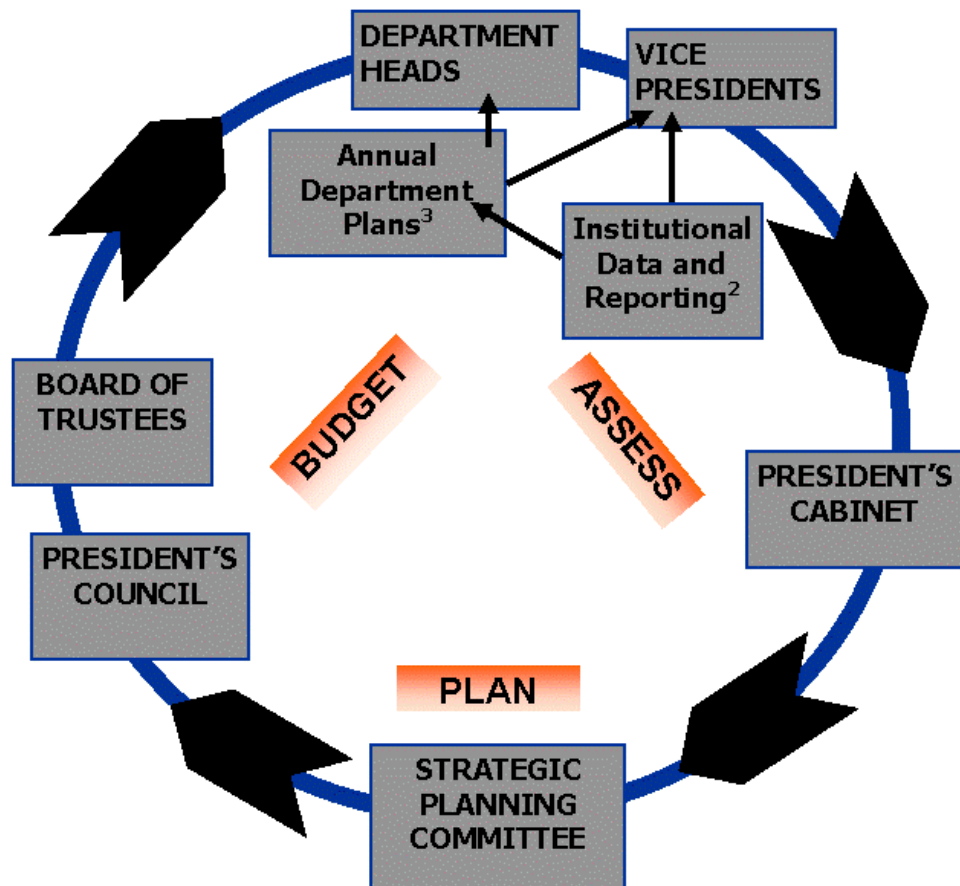 DEPARTMENT
HEADS
VICE
PRESIDENTS
Annual
Department
Plans³
Institutional
Data and
Reporting²
BUDGET
ASSESS
BOARD OF
TRUSTEES
PRESIDENT’S
CABINET
PRESIDENT’S
COUNCIL
PLAN
STRATEGIC
PLANNING
COMMITTEE